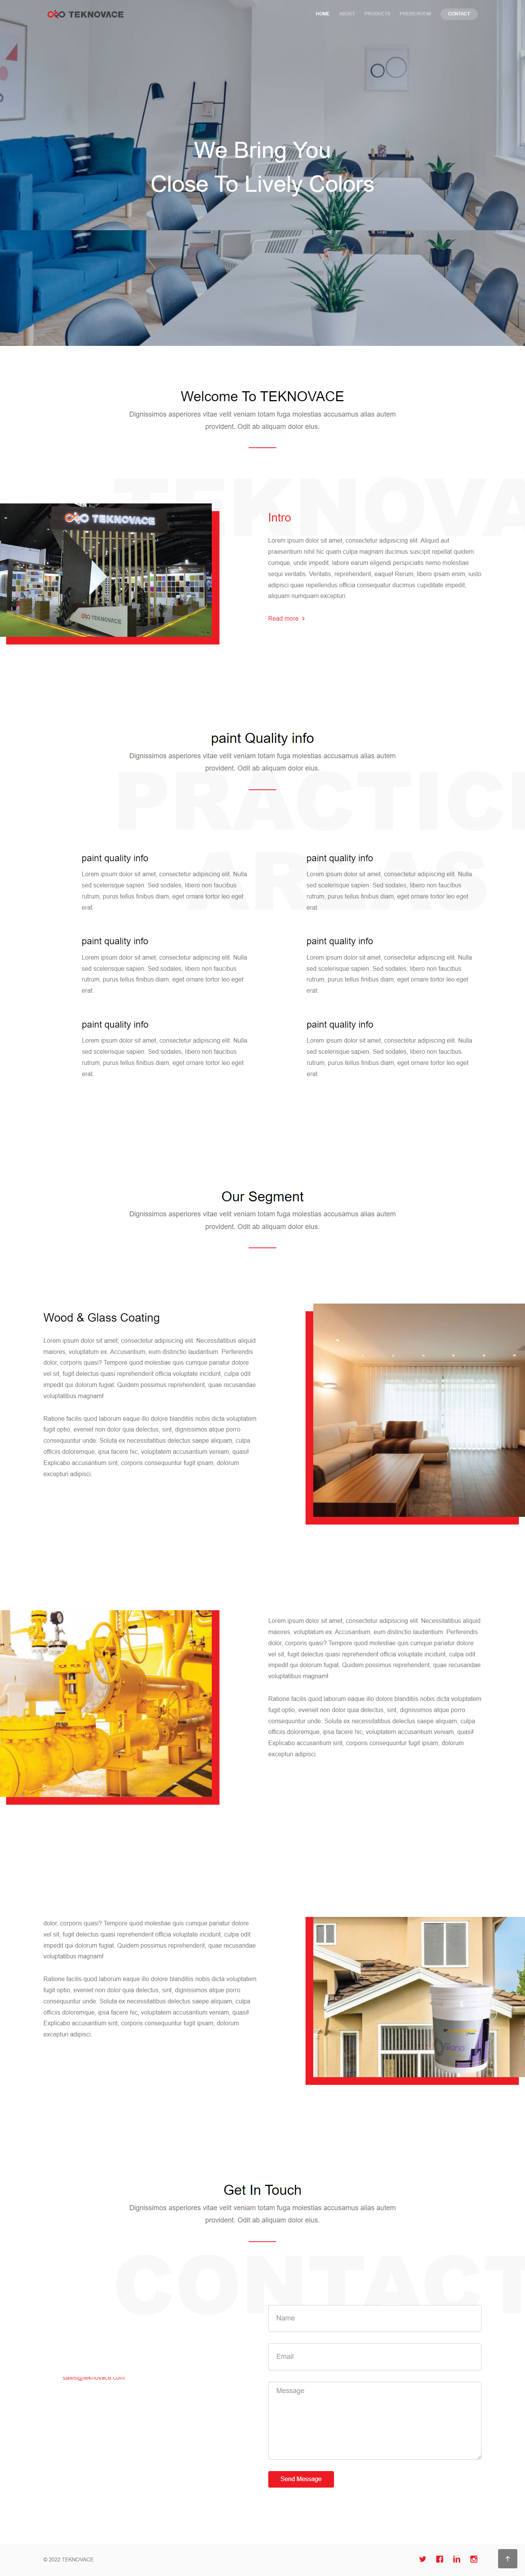 TEKNOVACE
HOME ABOUT PRODUCTS PRESS ROOM CONTACT
We Bring You
Close To Lively Colors
Welcome To TEKNOVACE
Dignissimos asperiores vitae velit veniam totam fuga molestias accusamus alias autem
provident. Odit ab aliquam dolor eius.
TEKNOVA
TEKNOVACE
TEKNOVACE
Intro
Lorem ipsum dolor sit amet, consectetur adipisicing elit. Aliquid aut
praesentium nihil hic quam culpa magnam ducimus suscipit repellat quidem
cumque, unde impedit, labore earum eligendi perspiciatis nemo molestiae
sequi veritatis. Veritatis, reprehenderit, eaque! Rerum, libero ipsam enim, iusto
adipisci quae repellendus officia consequatur ducimus cupiditate impedit,
aliquam numquam excepturi.
Read more
paint Quality info
Dignissimos asperiores vitae velit veniam totam fuga molestias accusamus alias autem
provident. Odit ab aliquam dolor eius.
PRACTICE
AREAS
paint quality info
Lorem ipsum dolor sit amet, consectetur adipiscing elit. Nulla
sed scelerisque sapien. Sed sodales, libero non faucibus
rutrum, purus tellus finibus diam, eget ornare tortor leo eget
erat.
paint quality info
Lorem ipsum dolor sit amet, consectetur adipiscing elit. Nulla
sed scelerisque sapien. Sed sodales, libero non faucibus
rutrum, purus tellus finibus diam, eget ornare tortor leo eget
erat.
paint quality info
Lorem ipsum dolor sit amet, consectetur adipiscing elit. Nulla
sed scelerisque sapien. Sed sodales, libero non faucibus
rutrum, purus tellus finibus diam, eget ornare tortor leo eget
erat.
paint quality info
Lorem ipsum dolor sit amet, consectetur adipiscing elit. Nulla
sed scelerisque sapien. Sed sodales, libero non faucibus
rutrum, purus tellus finibus diam, eget ornare tortor leo eget
erat.
paint quality info
Lorem ipsum dolor sit amet, consectetur adipiscing elit. Nulla
sed scelerisque sapien. Sed sodales, libero non faucibus
rutrum, purus tellus finibus diam, eget ornare tortor leo eget
erat.
paint quality info
Lorem ipsum dolor sit amet, consectetur adipiscing elit. Nulla
sed scelerisque sapien. Sed sodales, libero non faucibus
rutrum, purus tellus finibus diam, eget ornare tortor leo eget
erat.
Our Segment
Dignissimos asperiores vitae velit veniam totam fuga molestias accusamus alias autem
provident. Odit ab aliquam dolor eius.
Wood & Glass Coating
Lorem ipsum dolor sit amet, consectetur adipisicing elit. Necessitatibus aliquid
maiores, voluptatum ex. Accusantium, eum distinctio laudantium. Perferendis
dolor, corporis quasi? Tempore quod molestiae quis cumque pariatur dolore
vel sit, fugit delectus quasi reprehenderit officia voluptate incidunt, culpa odit
impedit qui dolorum fugiat. Quidem possimus reprehenderit, quae recusandae
voluptatibus magnam!
Ratione facilis quod laborum eaque illo dolore blanditiis nobis dicta voluptatem
fugit optio, eveniet non dolor quia delectus, sint, dignissimos atque porro
consequuntur unde. Soluta ex necessitatibus delectus saepe aliquam, culpa
officiis doloremque, ipsa facere hic, voluptatem accusantium veniam, quasi!
Explicabo accusantium sint, corporis consequuntur fugit ipsam, dolorum
excepturi adipisci.
Lorem ipsum dolor sit amet, consectetur adipisicing elit. Necessitatibus aliquid
maiores, voluptatum ex. Accusantium, eum distinctio laudantium. Perferendis
dolor, corporis quasi? Tempore quod molestiae quis cumque pariatur dolore
vel sit, fugit delectus quasi reprehenderit officia voluptate incidunt, culpa odit
impedit qui dolorum fugiat. Quidem possimus reprehenderit, quae recusandae
voluptatibus magnam!
Ratione facilis quod laborum eaque illo dolore blanditiis nobis dicta voluptatem
fugit optio, eveniet non dolor quia delectus, sint, dignissimos atque porro
consequuntur unde. Soluta ex necessitatibus delectus saepe aliquam, culpa
officiis doloremque, ipsa facere hic, voluptatem accusantium veniam, quasi!
Explicabo accusantium sint, corporis consequuntur fugit ipsam, dolorum
excepturi adipisci.
dolor, corporis quasi? Tempore quod molestiae quis cumque pariatur dolore
vel sit, fugit delectus quasi reprehenderit officia voluptate incidunt, culpa odit
impedit qui dolorum fugiat. Quidem possimus reprehenderit, quae recusandae
voluptatibus magnam!
Ratione facilis quod laborum eaque illo dolore blanditiis nobis dicta voluptatem
fugit optio, eveniet non dolor quia delectus, sint, dignissimos atque porro
consequuntur unde. Soluta ex necessitatibus delectus saepe aliquam, culpa
officiis doloremque, ipsa facere hic, voluptatem accusantium veniam, quasi!
Explicabo accusantium sint, corporis consequuntur fugit ipsam, dolorum
excepturi adipisci.
Get In Touch
Dignissimos asperiores vitae velit veniam totam fuga molestias accusamus alias autem
provident. Odit ab aliquam dolor eius.
CONTACT
Name
Email
sales@teknovace.com
Message
Send Message
© 2022 TEKNOVACE